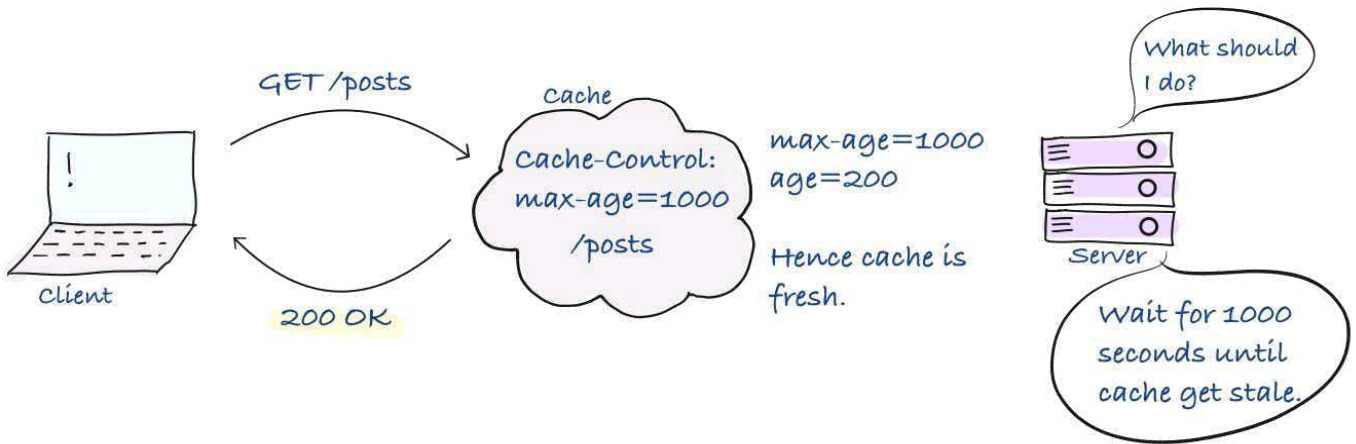 GET /posts
Client
200 OK
Cache
Cache-Control:
max-age=1000
/posts
max-age=1000
age=200
Hence cache is
fresh.
What should
I do?
Server
Wait for 1000
seconds until
cache get stale.